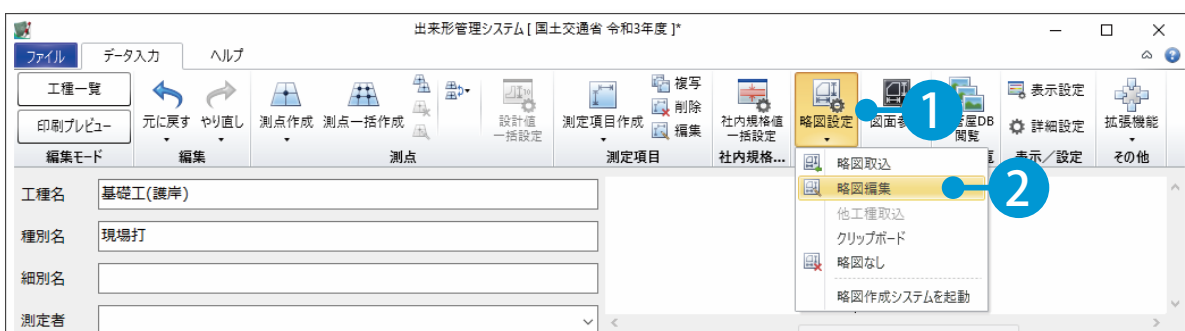 出来形管理システム [ 国土交通省 令和3年度 ]*
ファイル データ入力 ヘルプ
工種一覧
印刷プレビュー
編集モード
元に戻す やり直し
編集
測点作成 測点一括作成
測点
設計値
一括設定
測定項目作成
複写
削除
編集
測定項目
社内規格値
一括設定
社内規格...
略図設定
1
図面参
DB
閲覧
表示設定
詳細設定
表示/設定
拡張機能
その他
略図取込
略図編集
2
他工種取込
クリップボード
略図なし
略図作成システムを起動
工種名 基礎工(護岸)
種別名 現場打
細別名
測定者